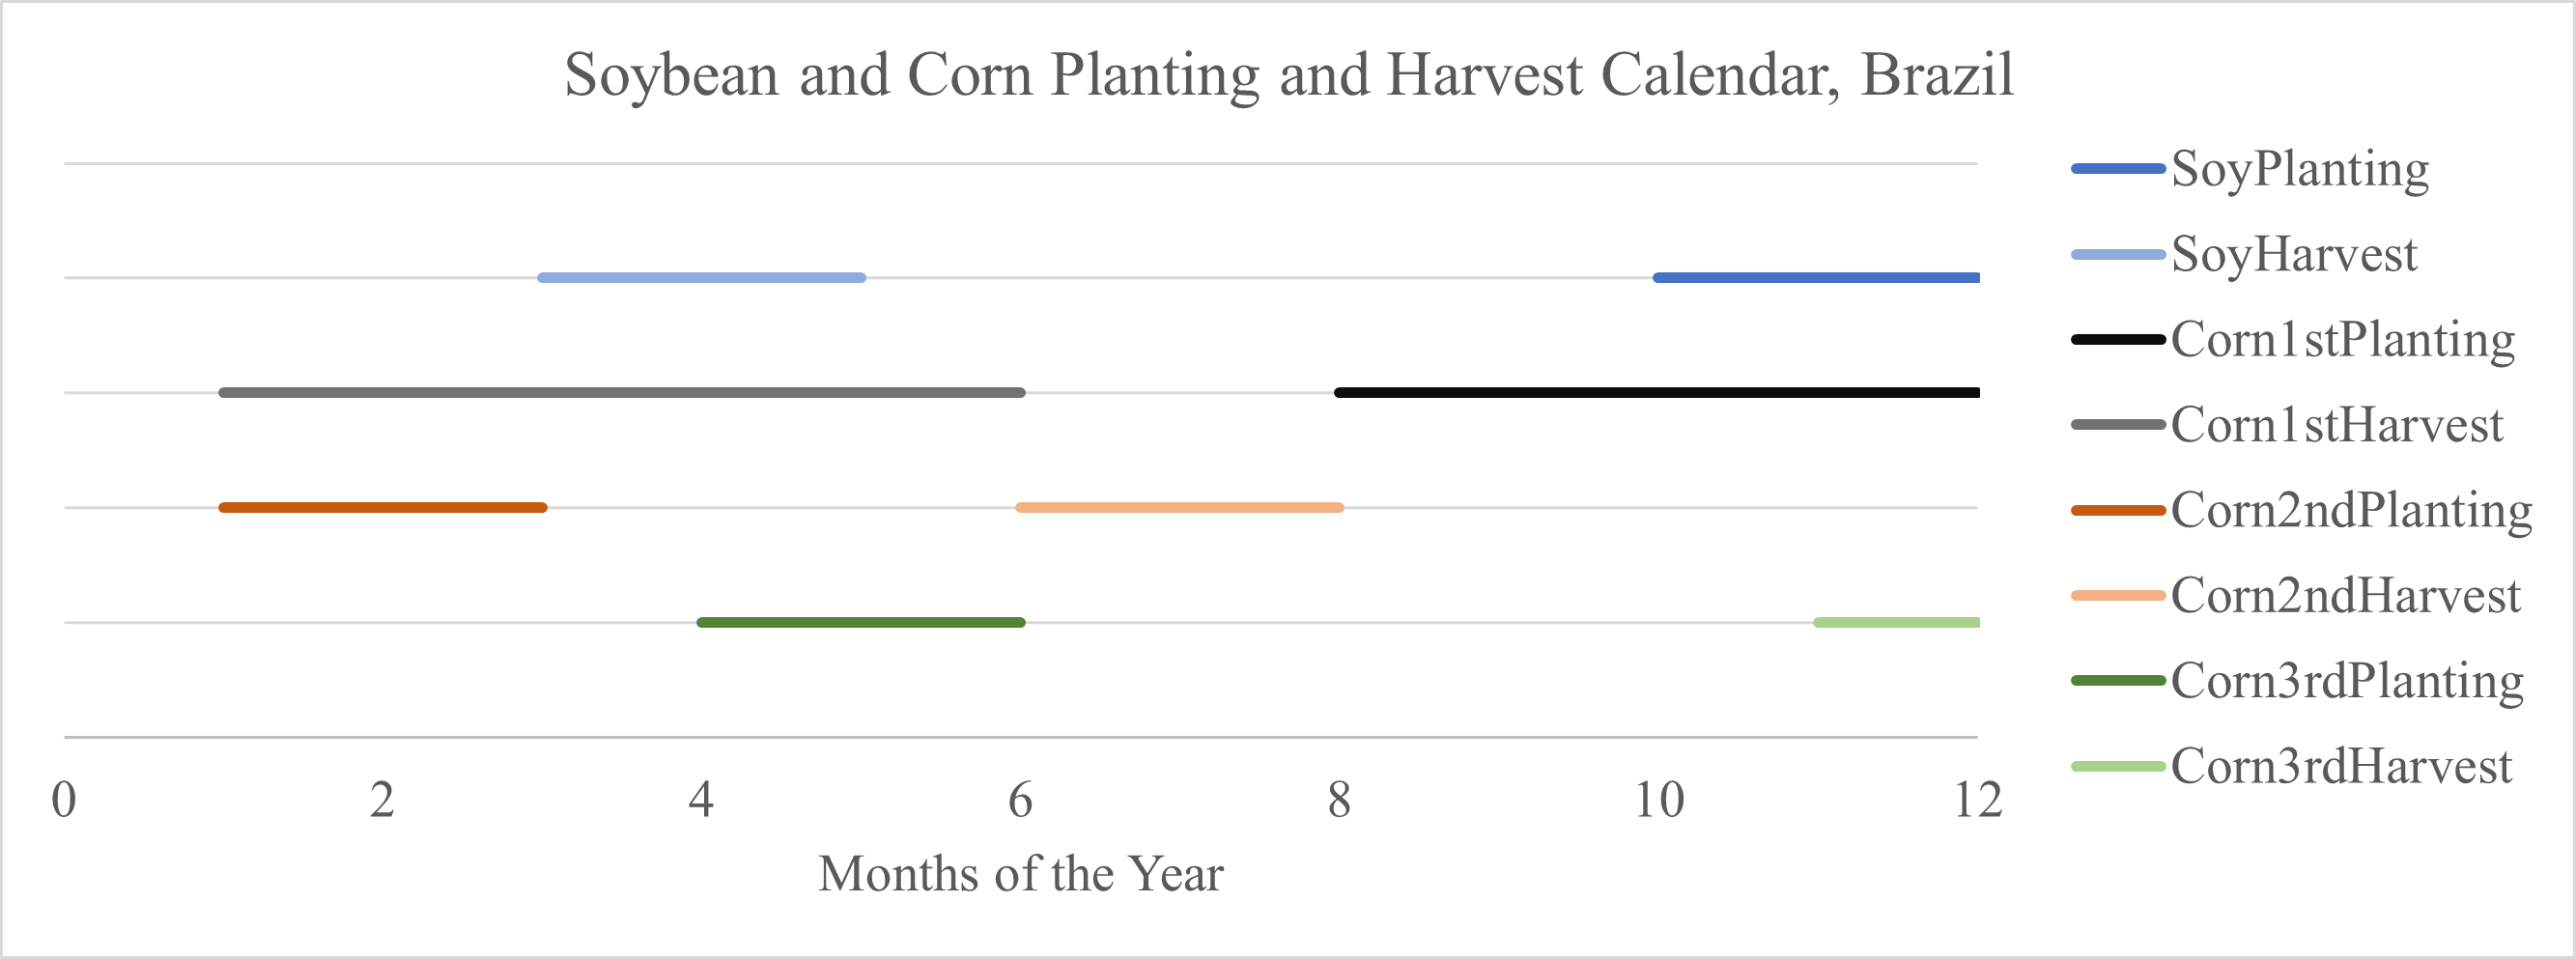 Soybean and Corn Planting and Harvest Calendar, Brazil
SoyPlanting
SoyHarvest
Corn1stPlanting
Corn1stHarvest
Corn2ndPlanting
Corn2ndHarvest
Corn3rdPlanting
Corn3rdHarvest
0 2 4 6 8 10 12
Months of the Year